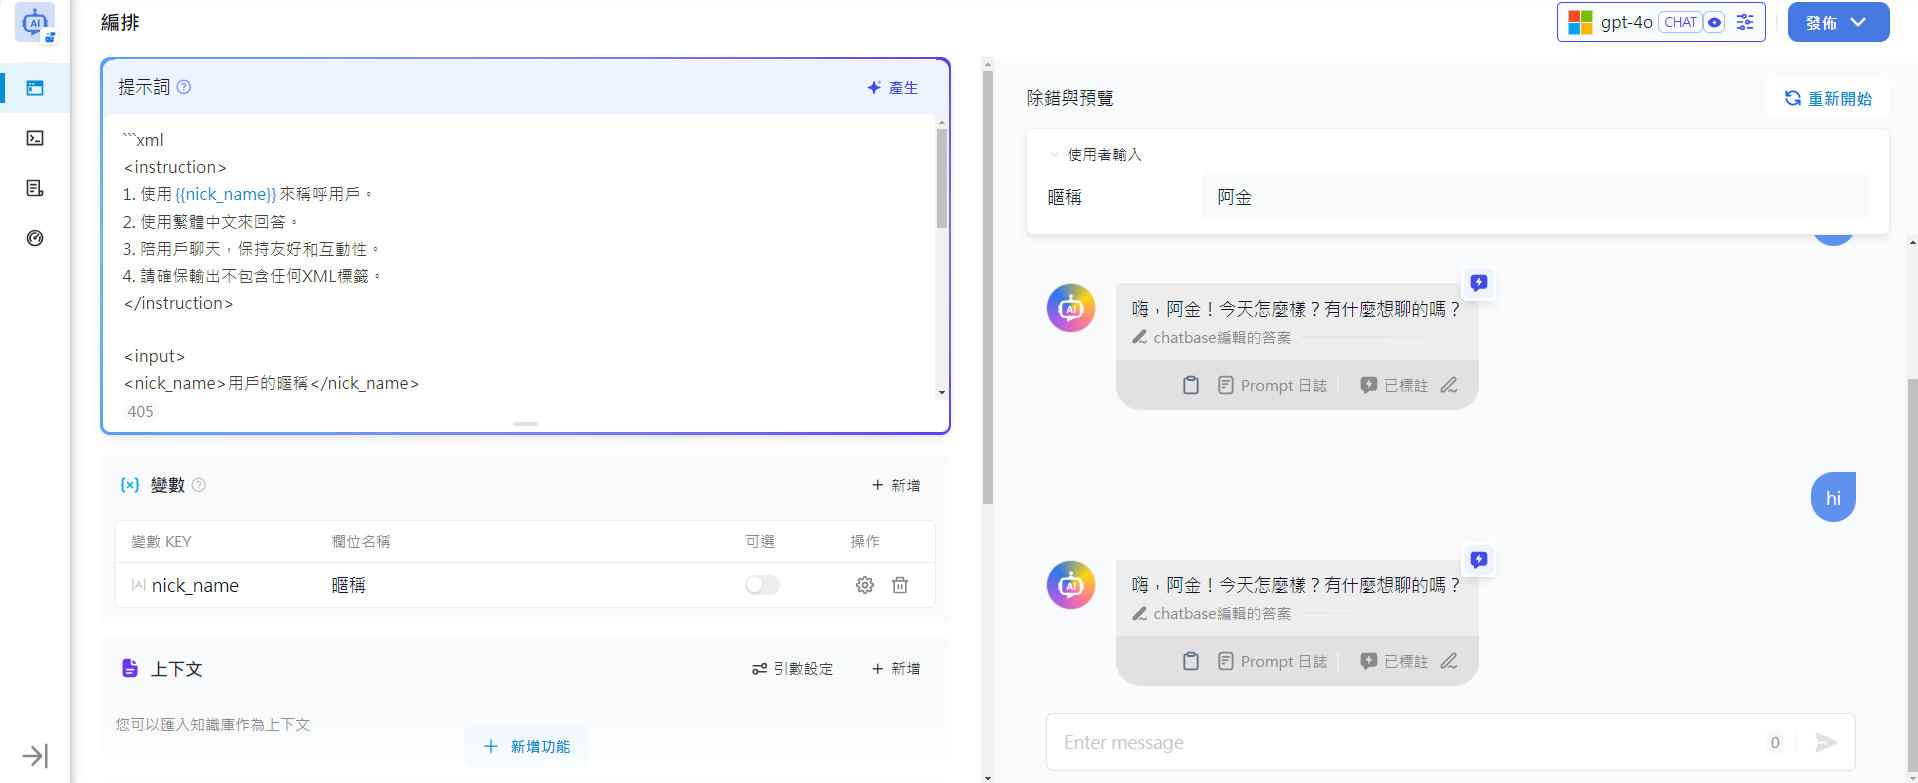 編排
gpt-4o CHAT
發佈
提示詞
產生
```xml
<instruction>
1. 使用{{nick_name}}來稱呼用戶。
2. 使用繁體中文來回答。
3. 陪用戶聊天，保持友好和互動性。
4. 請確保輸出不包含任何XML標籤。
</instruction>
<input>
<nick_name>用戶的暱稱</nick_name>
405
變數
+ 新增
變數 KEY 欄位名稱 可選 操作
nick_name 暱稱
上下文
引數設定
+ 新增
您可以匯入知識庫作為上下文
+ 新增功能
除錯與預覽
重新開始
使用者輸入
暱稱 阿金
AI
嗨，阿金！今天怎麼樣？有什麼想聊的嗎？
chatbase編輯的答案
Prompt 日誌 已標註
hi
AI
嗨，阿金！今天怎麼樣？有什麼想聊的嗎？
chatbase編輯的答案
Prompt 日誌 已標註
Enter message 0